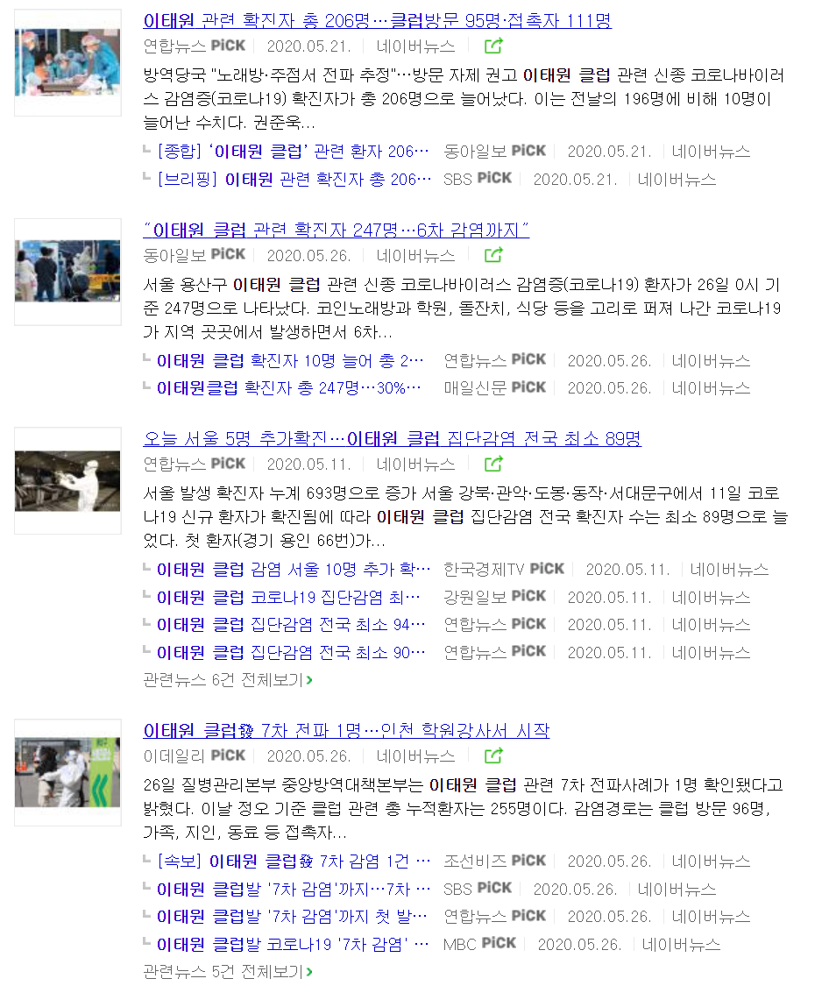 이태원 관련 확진자 총 206명…클럽방문 95명·접촉자 111명
연합뉴스 PiCK 2020.05.21. 네이버뉴스
방역당국 "노래방·주점서 전파 추정"…방문 자제 권고 이태원 클럽 관련 신종 코로나바이러
스 감염증(코로나19) 확진자가 총 206명으로 늘어났다. 이는 전날의 196명에 비해 10명이
늘어난 수치다. 권준욱...
[종합] ‘이태원 클럽’ 관련 환자 206… 동아일보 PiCK 2020.05.21. 네이버뉴스
[브리핑] 이태원 관련 확진자 총 206… SBS PiCK 2020.05.21. 네이버뉴스
“이태원 클럽 관련 확진자 247명…6차 감염까지”
동아일보 PiCK 2020.05.26. 네이버뉴스
서울 용산구 이태원 클럽 관련 신종 코로나바이러스 감염증(코로나19) 환자가 26일 0시 기
준 247명으로 나타났다. 코인노래방과 학원, 돌잔치, 식당 등을 고리로 퍼져 나간 코로나19
가 지역 곳곳에서 발생하면서 6차...
이태원 클럽 확진자 10명 늘어 총 2… 연합뉴스 PiCK 2020.05.26. 네이버뉴스
이태원클럽 확진자 총 247명…30%… 매일신문 PiCK 2020.05.26. 네이버뉴스
오늘 서울 5명 추가확진…이태원 클럽 집단감염 전국 최소 89명
연합뉴스 PiCK 2020.05.11. 네이버뉴스
서울 발생 확진자 누계 693명으로 증가 서울 강북·관악·도봉·동작·서대문구에서 11일 코로
나19 신규 환자가 확진됨에 따라 이태원 클럽 집단감염 전국 확진자 수는 최소 89명으로 늘
었다. 첫 환자(경기 용인 66번)가...
이태원 클럽 감염 서울 10명 추가 확… 한국경제TV PiCK 2020.05.11. 네이버뉴스
이태원 클럽 코로나19 집단감염 최… 강원일보 PiCK 2020.05.11. 네이버뉴스
이태원 클럽 집단감염 전국 최소 94… 연합뉴스 PiCK 2020.05.11. 네이버뉴스
이태원 클럽 집단감염 전국 최소 90… 연합뉴스 PiCK 2020.05.11. 네이버뉴스
관련뉴스 6건 전체보기
이태원 클럽發 7차 전파 1명…인천 학원강사서 시작
이데일리 PiCK 2020.05.26. 네이버뉴스
26일 질병관리본부 중앙방역대책본부는 이태원 클럽 관련 7차 전파사례가 1명 확인됐다고
밝혔다. 이날 정오 기준 클럽 관련 총 누적환자는 255명이다. 감염경로는 클럽 방문 96명,
가족, 지인, 동료 등 접촉자...
[속보] 이태원 클럽發 7차 감염 1건 … 조선비즈 PiCK 2020.05.26. 네이버뉴스
이태원 클럽발 '7차 감염'까지…7차 … SBS PiCK 2020.05.26. 네이버뉴스
이태원 클럽발 '7차 감염'까지 첫 발… 연합뉴스 PiCK 2020.05.26. 네이버뉴스
이태원 클럽발 코로나19 '7차 감염' … MBC PiCK 2020.05.26. 네이버뉴스
관련뉴스 5건 전체보기